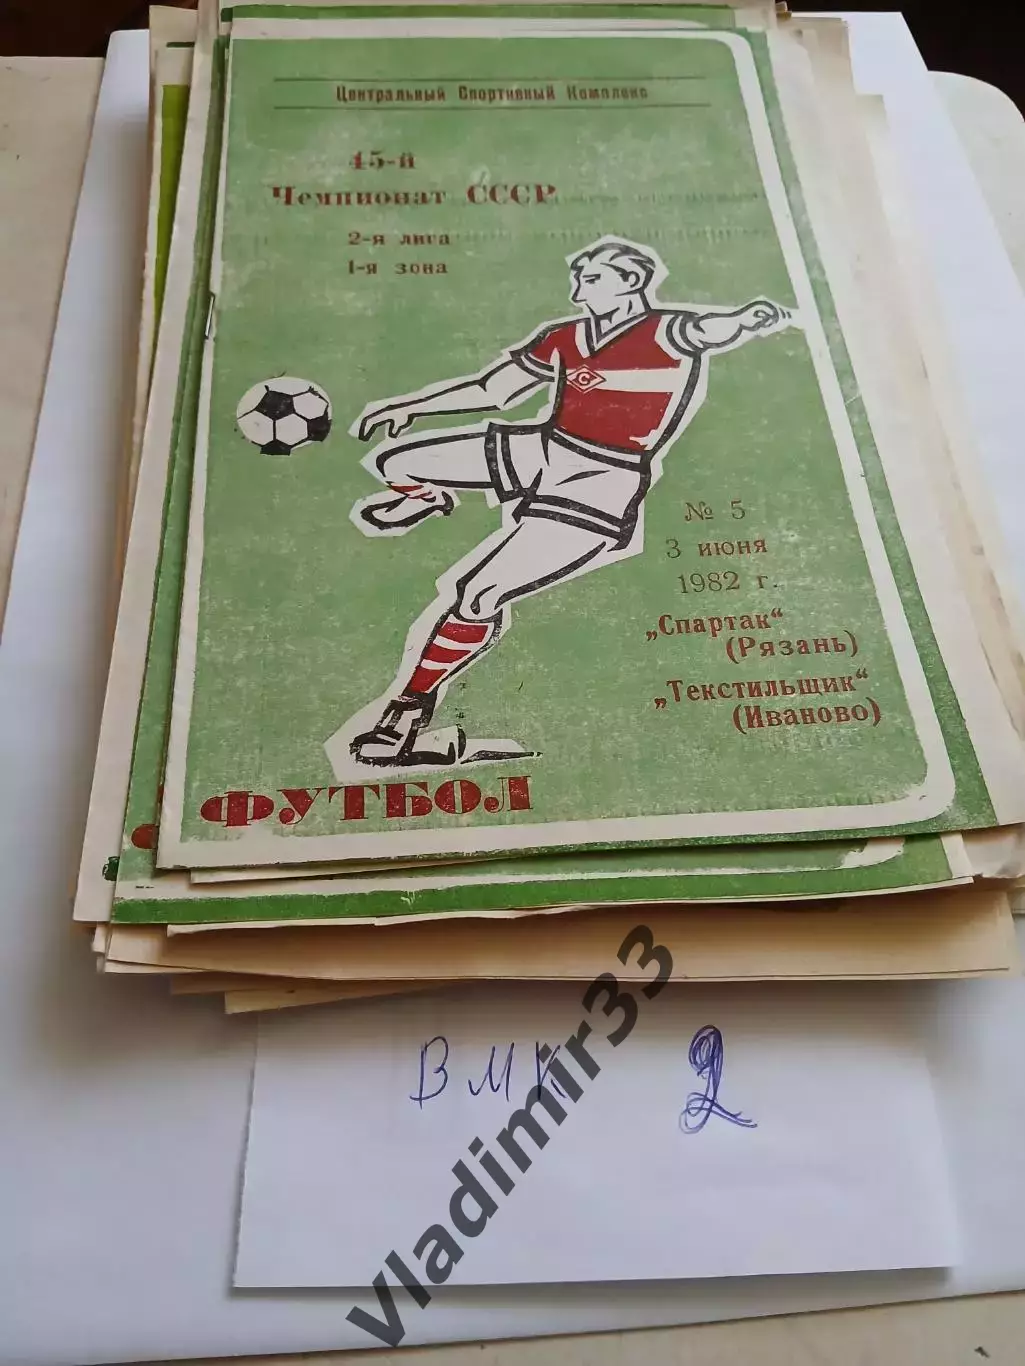 Центральный Спортивный Комплекс
45-й
Чемпионат СССР
2-я лига
1-я зона
С
№ 5
3 июня
1982 г.
„Спартак“
(Рязань)
„Текстильщик“
(Иваново)
ФУТБОЛ
ВМК 2
Vladimir33